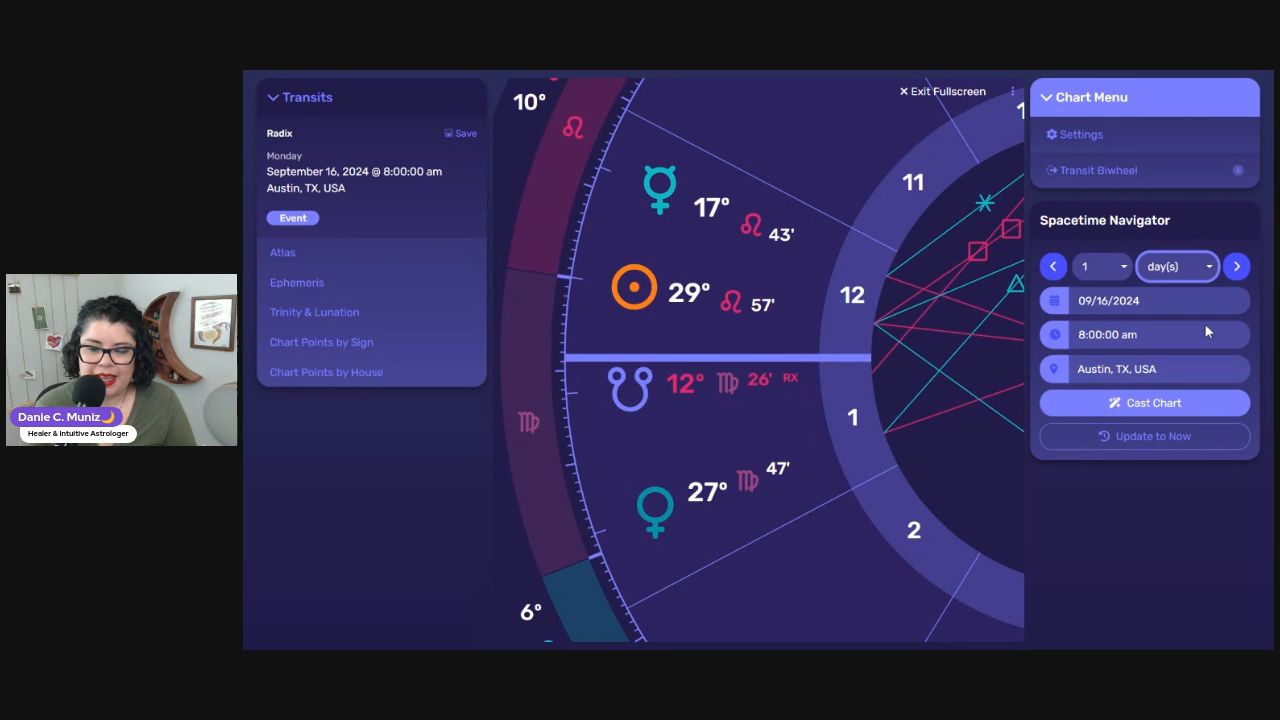 Transits
Radix
Save
Monday
September 16, 2024 @ 8:00:00 am
Austin, TX, USA
Event
Atlas
Ephemeris
Trinity & Lunation
Chart Points by Sign
Chart Points by House
Danie C. Muniz🌙
Healer & Intuitive Astrologer
10°
✕ Exit Fullscreen
1
11
☿ 17° ♌ 43'
☉ 29° ♌ 57'
12
☋ 12° ♍ 26' RX
♍
1
♀ 27° ♍ 47'
2
6°
Chart Menu
Settings
Transit Biwheel
Spacetime Navigator
1
day(s)
09/16/2024
8:00:00 am
Austin, TX, USA
Cast Chart
Update to Now